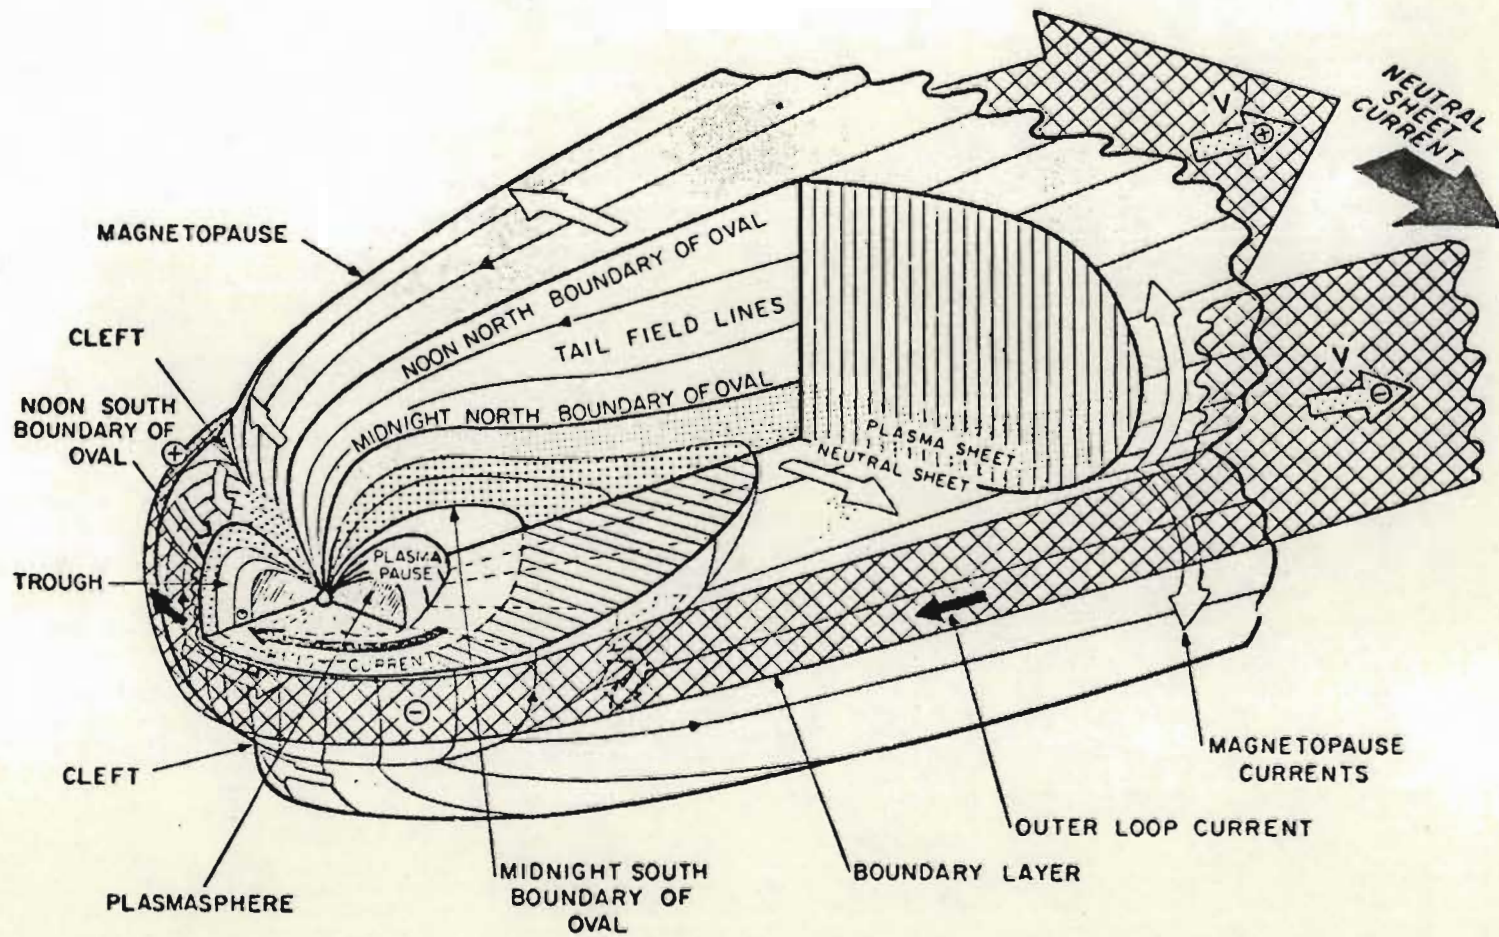 NEUTRAL
SHEET
CURRENT
V
+
MAGNETOPAUSE
NOON NORTH BOUNDARY OF OVAL
CLEFT
TAIL FIELD LINES
V
−
NOON SOUTH
BOUNDARY OF
OVAL
+
MIDNIGHT NORTH BOUNDARY OF OVAL
PLASMA SHEET
NEUTRAL SHEET
TROUGH
PLASMA
PAUSE
CURRENT
−
CLEFT
MAGNETOPAUSE
CURRENTS
OUTER LOOP CURRENT
BOUNDARY LAYER
MIDNIGHT SOUTH
BOUNDARY OF
OVAL
PLASMASPHERE